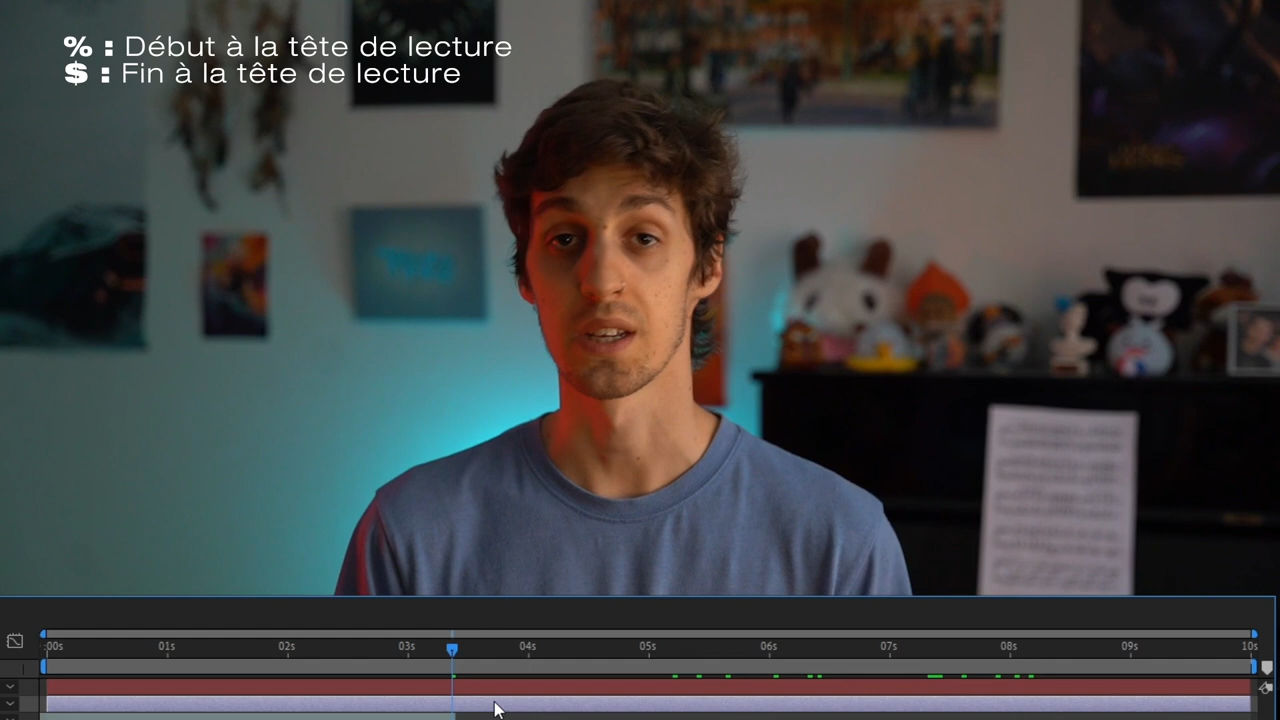 % : Début à la tête de lecture
$ : Fin à la tête de lecture
:00s 01s 02s 03s 04s 05s 06s 07s 08s 09s 10s